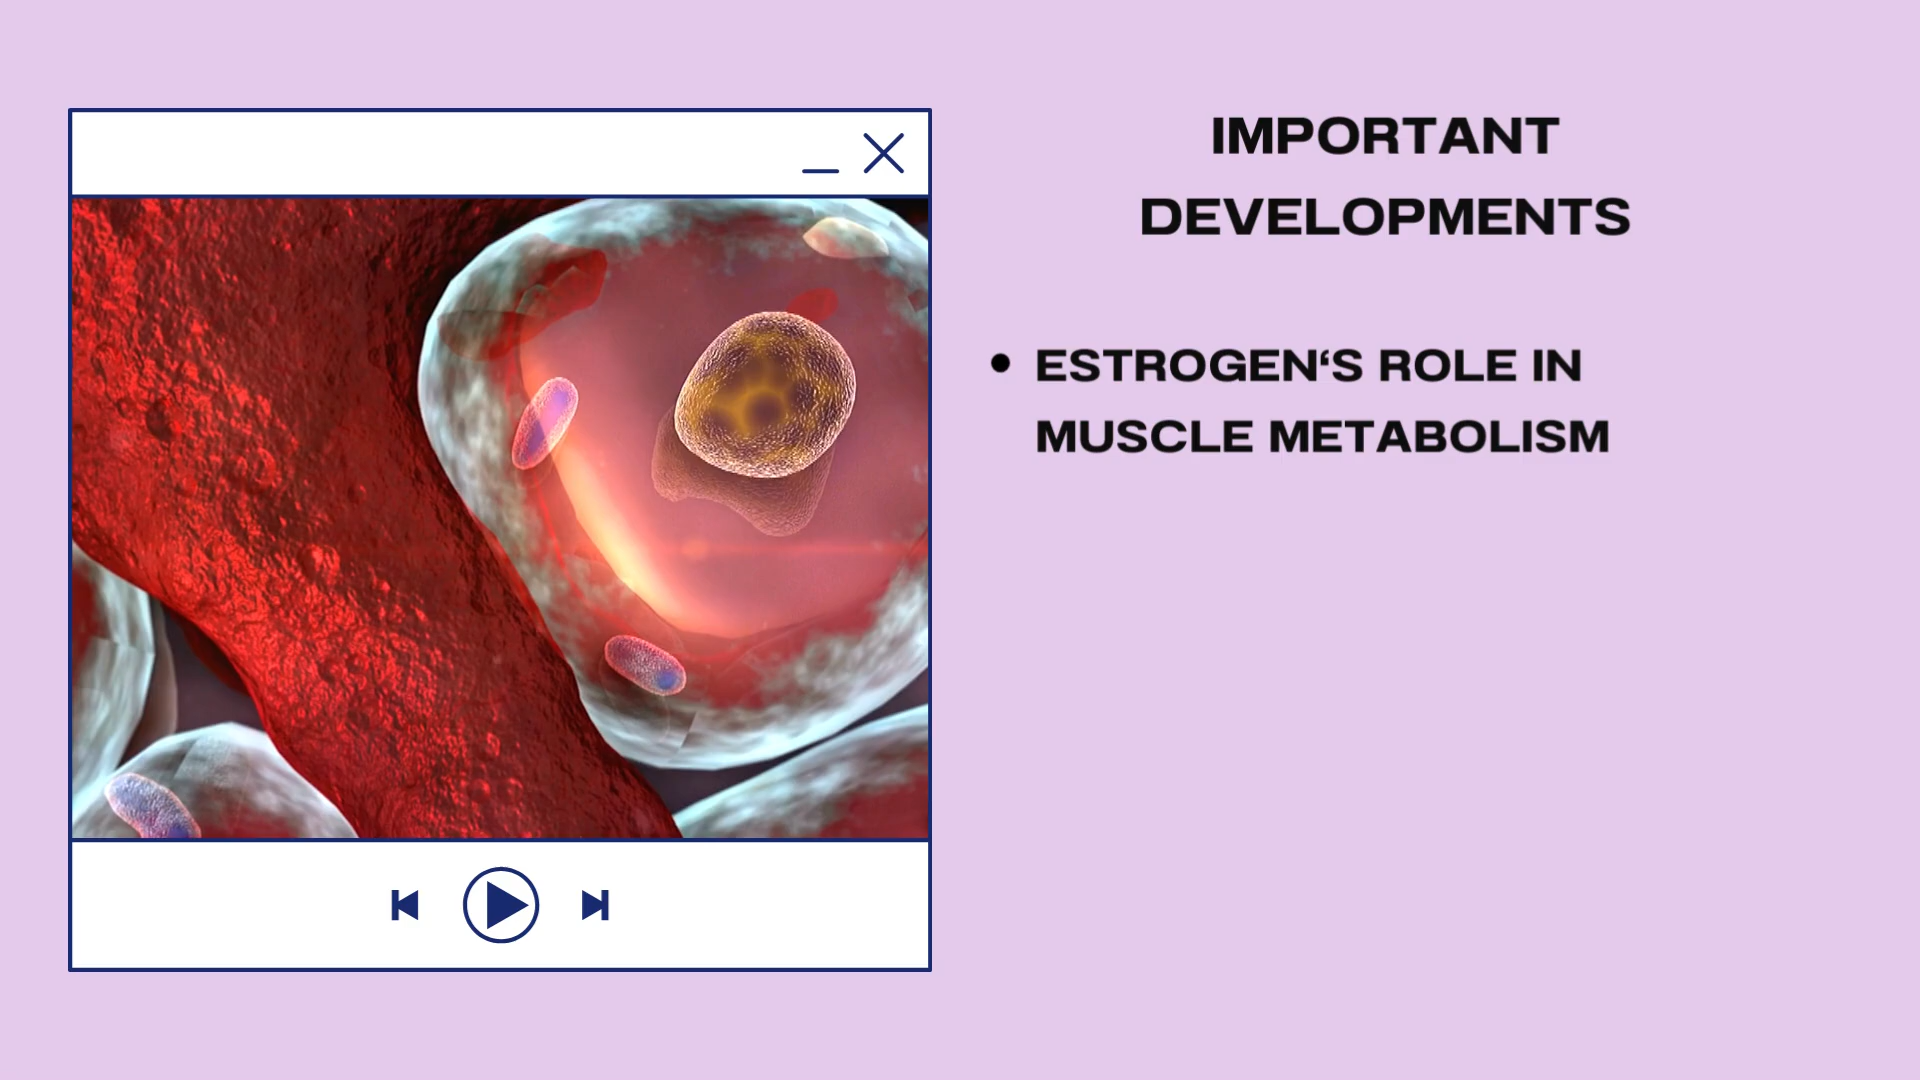 IMPORTANT
DEVELOPMENTS
• ESTROGEN‘S ROLE IN
MUSCLE METABOLISM